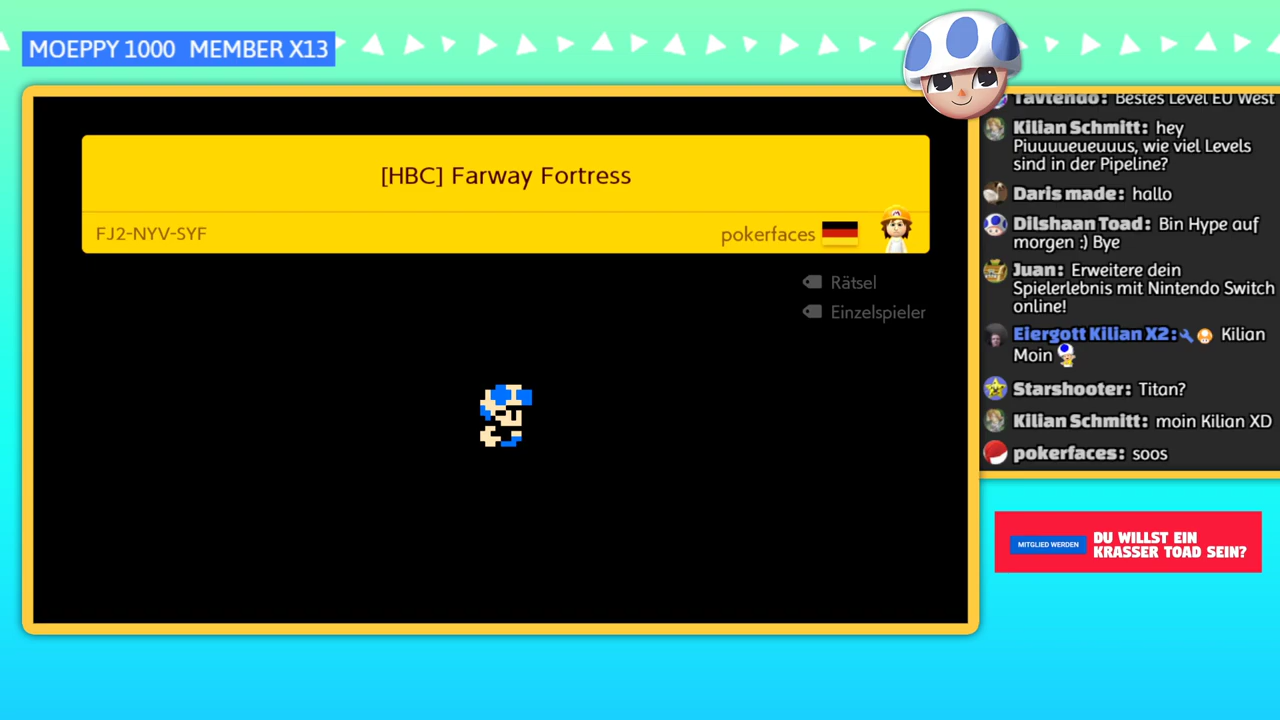 MOEPPY 1000 MEMBER X13
[HBC] Farway Fortress
FJ2-NYV-SYF
pokerfaces
Rätsel
Einzelspieler
Tavtendo: Bestes Level EU West
Kilian Schmitt: hey
Piuuuueueuuus, wie viel Levels
sind in der Pipeline?
Daris made: hallo
Dilshaan Toad: Bin Hype auf
morgen :) Bye
Juan: Erweitere dein
Spielerlebnis mit Nintendo Switch
online!
Eiergott Kilian X2: Kilian
Moin
Starshooter: Titan?
Kilian Schmitt: moin Kilian XD
pokerfaces: soos
MITGLIED WERDEN
DU WILLST EIN
KRASSER TOAD SEIN?